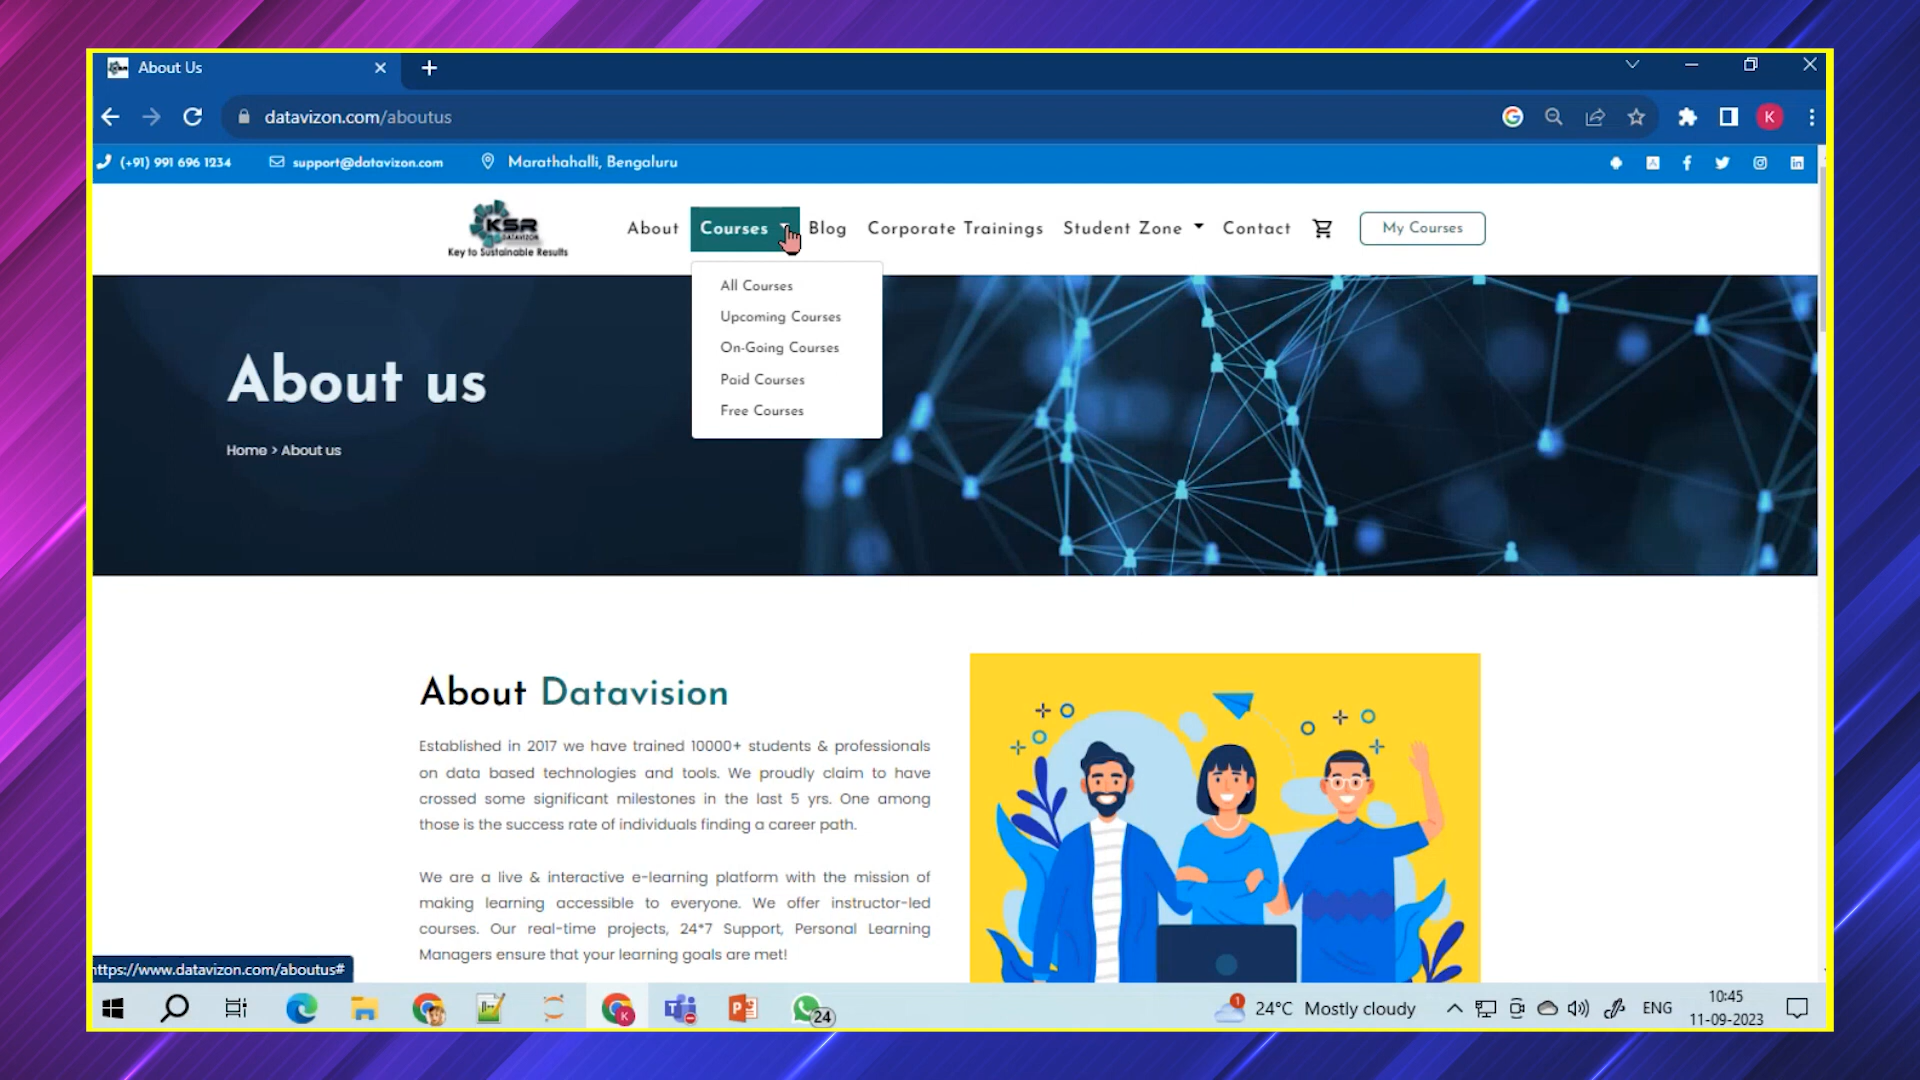 About Us
datavizon.com/aboutus
K
(+91) 991 696 1234 support@datavizon.com Marathahalli, Bengaluru
KSR
DATAVIZON
Key to Sustainable Results
About Courses Blog Corporate Trainings Student Zone Contact My Courses
All Courses
Upcoming Courses
On-Going Courses
Paid Courses
Free Courses
About us
Home > About us
About Datavision
Established in 2017 we have trained 10000+ students & professionals
on data based technologies and tools. We proudly claim to have
crossed some significant milestones in the last 5 yrs. One among
those is the success rate of individuals finding a career path.
We are a live & interactive e-learning platform with the mission of
making learning accessible to everyone. We offer instructor-led
courses. Our real-time projects, 24*7 Support, Personal Learning
Managers ensure that your learning goals are met!
https://www.datavizon.com/aboutus#
24 1 24°C Mostly cloudy ENG 10:45
11-09-2023